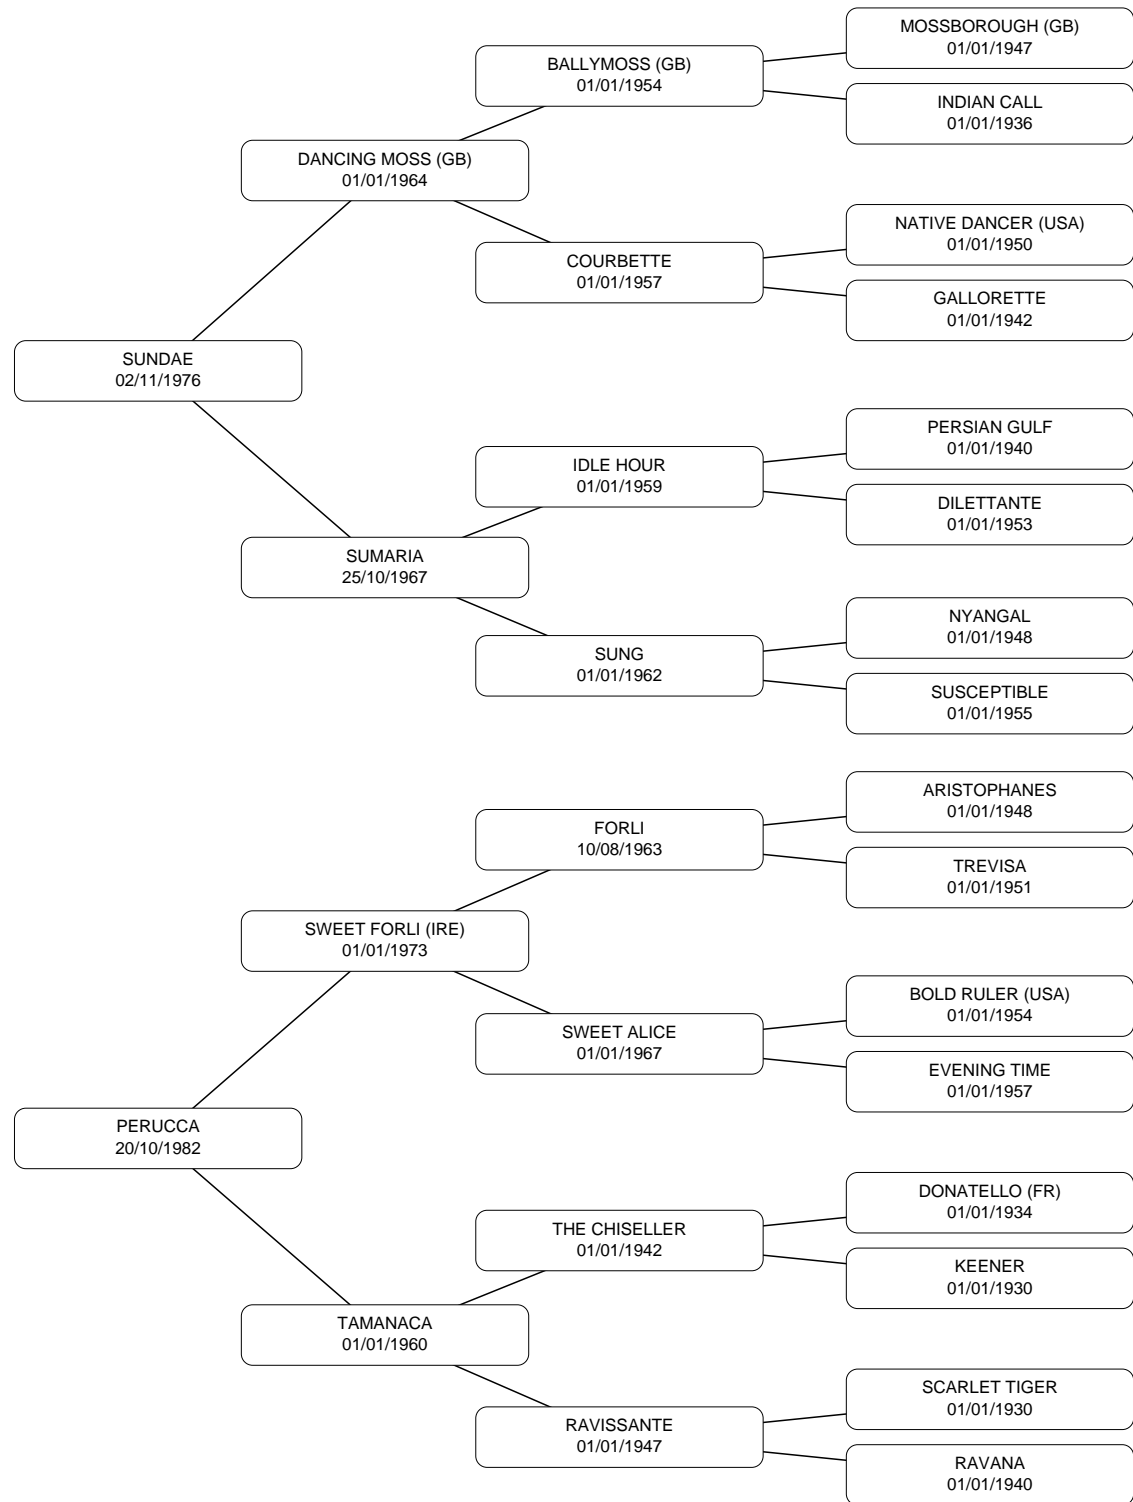 MOSSBOROUGH (GB)
01/01/1947
BALLYMOSS (GB)
01/01/1954
INDIAN CALL
01/01/1936
DANCING MOSS (GB)
01/01/1964
NATIVE DANCER (USA)
01/01/1950
COURBETTE
01/01/1957
GALLORETTE
01/01/1942
SUNDAE
02/11/1976
PERSIAN GULF
01/01/1940
IDLE HOUR
01/01/1959
DILETTANTE
01/01/1953
SUMARIA
25/10/1967
NYANGAL
01/01/1948
SUNG
01/01/1962
SUSCEPTIBLE
01/01/1955
ARISTOPHANES
01/01/1948
FORLI
10/08/1963
TREVISA
01/01/1951
SWEET FORLI (IRE)
01/01/1973
BOLD RULER (USA)
01/01/1954
SWEET ALICE
01/01/1967
EVENING TIME
01/01/1957
PERUCCA
20/10/1982
DONATELLO (FR)
01/01/1934
THE CHISELLER
01/01/1942
KEENER
01/01/1930
TAMANACA
01/01/1960
SCARLET TIGER
01/01/1930
RAVISSANTE
01/01/1947
RAVANA
01/01/1940